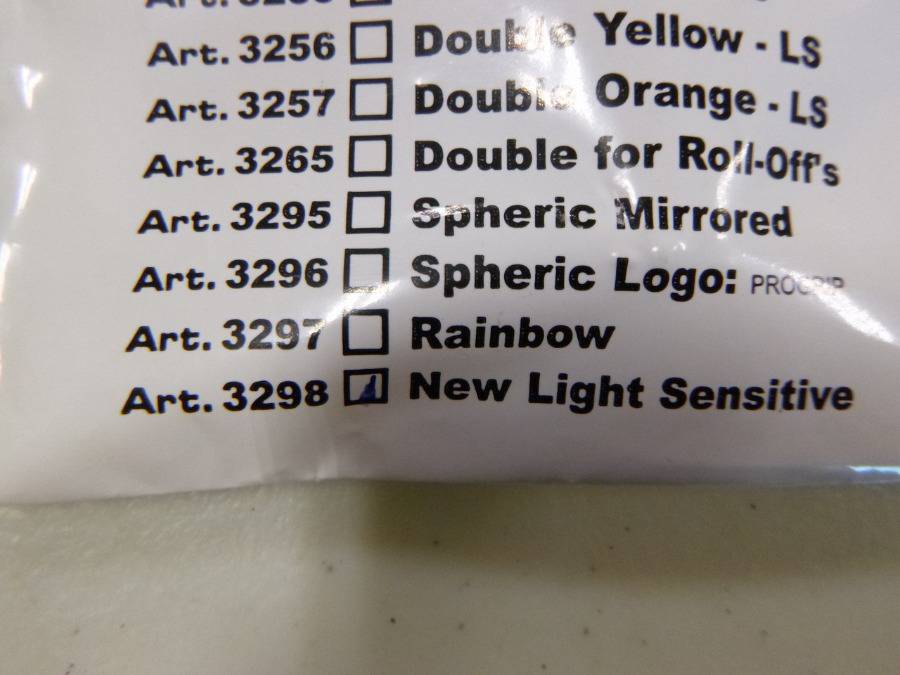 Art. 3256 Double Yellow - LS
Art. 3257 Double Orange - LS
Art. 3265 Double for Roll-Off's
Art. 3295 Spheric Mirrored
Art. 3296 Spheric Logo: PROGRIP
Art. 3297 Rainbow
Art. 3298 New Light Sensitive